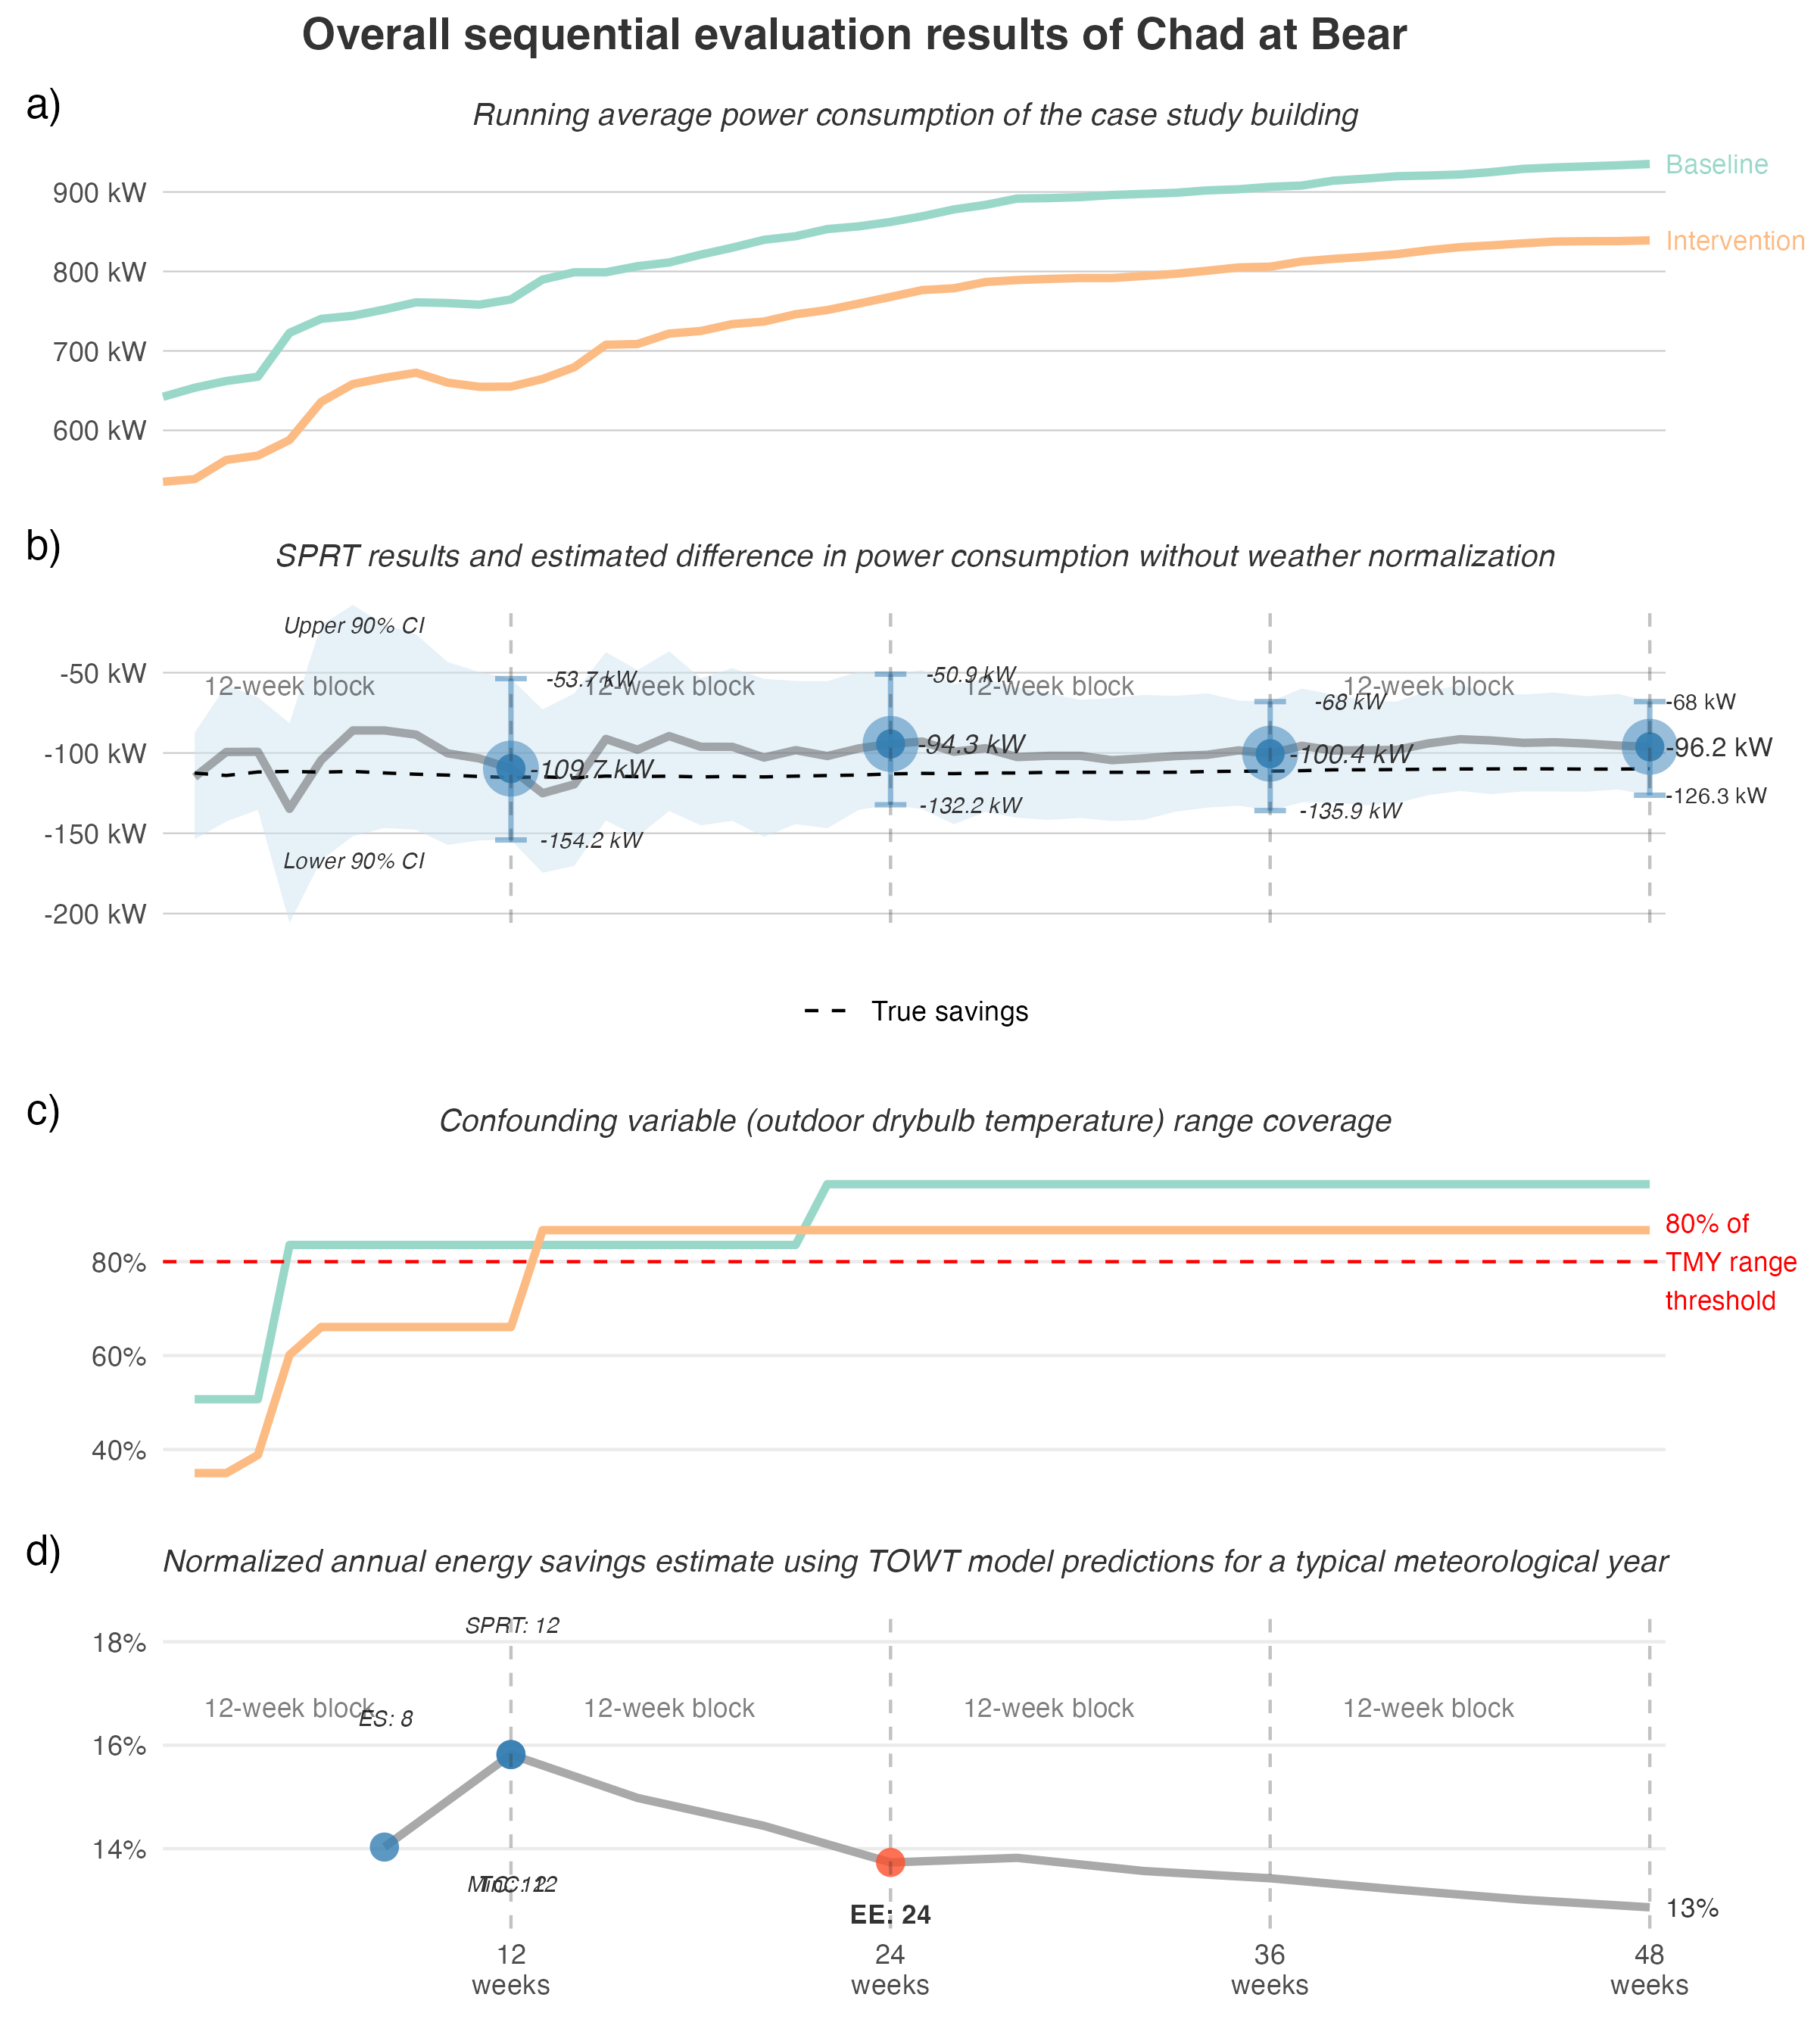 Overall sequential evaluation results of Chad at Bear
a)
Running average power consumption of the case study building
900 kW
800 kW
700 kW
600 kW
Baseline
Intervention
b)
SPRT results and estimated difference in power consumption without weather normalization
-50 kW
-100 kW
-150 kW
-200 kW
Upper 90% CI
Lower 90% CI
12-week block
12-week block
12-week block
12-week block
-53.7 kW
-109.7 kW
-154.2 kW
-50.9 kW
-94.3 kW
-132.2 kW
-68 kW
-100.4 kW
-135.9 kW
-68 kW
-96.2 kW
-126.3 kW
True savings
c)
Confounding variable (outdoor drybulb temperature) range coverage
80%
60%
40%
80% of
TMY range
threshold
d)
Normalized annual energy savings estimate using TOWT model predictions for a typical meteorological year
18%
16%
14%
SPRT: 12
12-week block
12-week block
12-week block
12-week block
ES: 8
EE: 24
13%
12
weeks
24
weeks
36
weeks
48
weeks